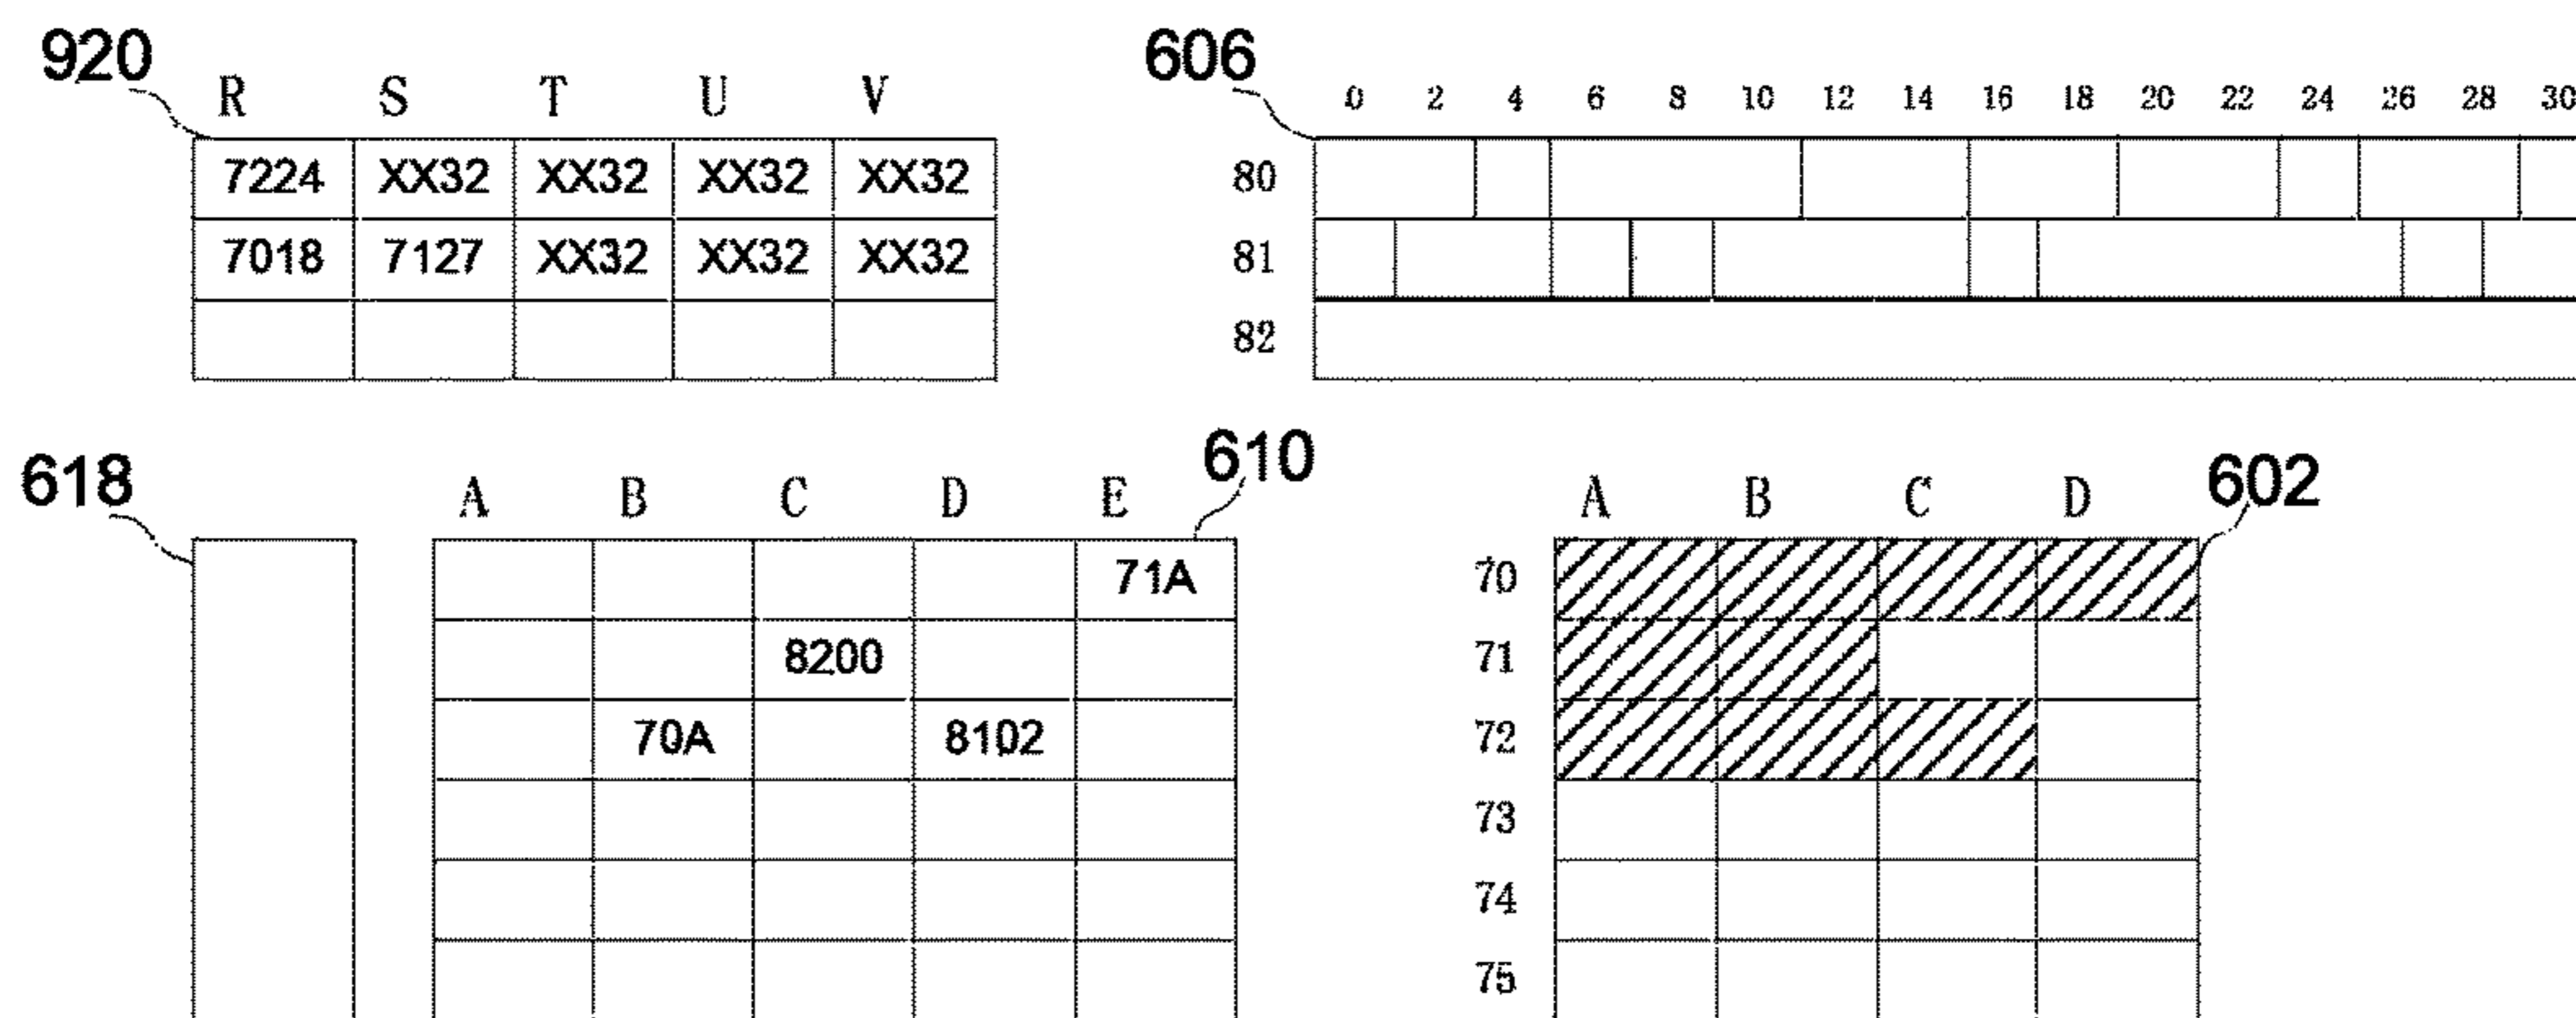 920 R S T U V
7224 XX32 XX32 XX32 XX32
7018 7127 XX32 XX32 XX32
606 0 2 4 6 8 10 12 14 16 18 20 22 24 26 28 30
80
81
82
618
A B C D E 610
71A
8200
70A 8102
A B C D 602
70
71
72
73
74
75